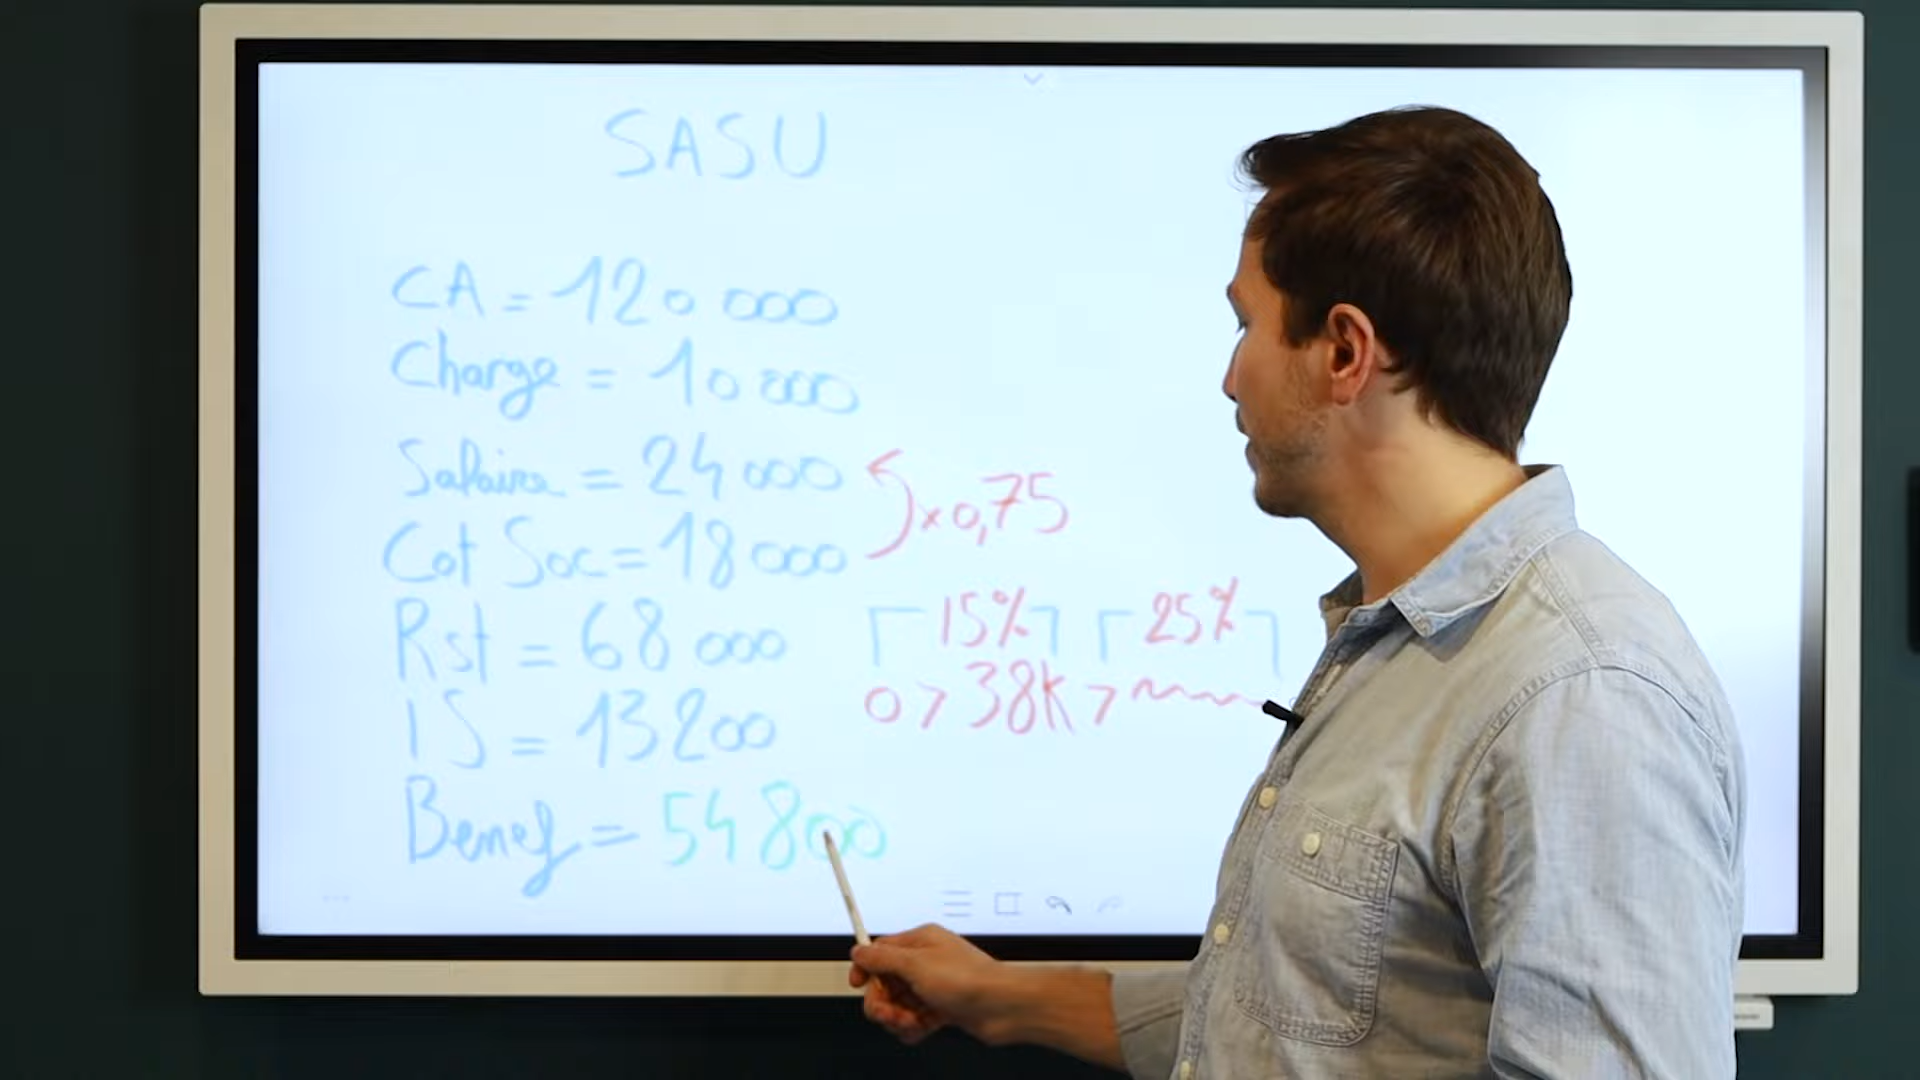 SASU
CA = 120 000
Charge = 10 000
Salaire = 24 000
x 0,75
Cot Soc = 18 000
Rst = 68 000
15% 25%
0 > 38K >
IS = 13 200
Benef = 54 800